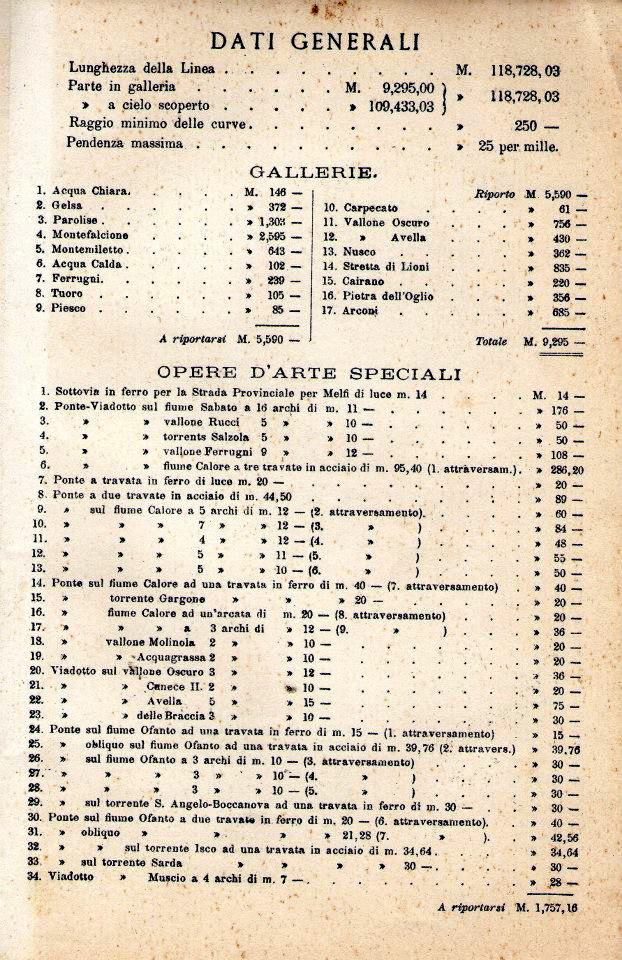 DATI GENERALI
Lunghezza della Linea . . . . . . . M. 118,728,03
Parte in galleria . . . . . M. 9,295,00 } » 118,728,03
» a cielo scoperto . . . . . » 109,433,03
Raggio minimo delle curve . . . . . . . » 250 —
Pendenza massima . . . . . . . » 25 per mille.
GALLERIE.
1. Acqua Chiara. . . . . M. 146 —
2. Gelsa . . . . . » 372 —
3. Parolise . . . . . » 1,303 —
4. Montefalcione . . . . » 2,595 —
5. Montemiletto . . . . . » 643 —
6. Acqua Calda . . . . . » 102 —
7. Ferrugni. . . . . » 239 —
8. Tuoro . . . . . » 105 —
9. Piesco . . . . . » 85 —
A riportarsi M. 5,590 —
Riporto M 5,590 —
10. Carpecato . . . . » 61 —
11. Vallone Oscuro . . . . » 756 —
12. » Avella . . . . » 430 —
13. Nusco . . . . . » 362 —
14. Stretta di Lioni . . . . » 835 —
15. Cairano . . . . . » 220 —
16. Pietra dell'Oglio . . . . » 356 —
17. Arconi . . . . . » 685 —
Totale M. 9,295 —
OPERE D'ARTE SPECIALI
1. Sottovia in ferro per la Strada Provinciale per Melfi di luce m. 14 . . . . M. 14 —
2. Ponte-Viadotto sul fiume Sabato a 16 archi di m. 11 — . . . . . » 176 —
3. » » vallone Rucci 5 » » 10 — . . . . . » 50 —
4. » » torrents Salzola 5 » » 10 — . . . . . » 50 —
5. » » vallone Ferrugni 9 » » 12 — . . . . . » 108 —
6. » » fiume Calore a tre travate in acciaio di m. 95,40 (1. attraversam.). » 286,20
7. Ponte a travata in ferro di luce m. 20 — . . . . . » 20 —
8. Ponte a due travate in acciaio di m. 44,50 . . . . . » 89 —
9. » sul fiume Calore a 5 archi di m. 12 — (2. attraversamento). . . . » 60 —
10. » » » » 7 » » 12 — (3. » ) . . . » 84 —
11. » » » » 4 » » 12 — (4. » ) . . . » 48 —
12. » » » » 5 » » 11 — (5. » ) . . . » 55 —
13. » » » » 5 » » 10 — (6. » ) . . . » 50 —
14. Ponte sul fiume Calore ad una travata in ferro di m. 40 — (7. attraversamento) . » 40 —
15. » torrente Gargone » » » 20 — . . . . » 20 —
16. » fiume Calore ad un'arcata di m. 20 — (8. attraversamento) . . . » 20 —
17. » » » a 3 archi di » 12 — (9. » ) . . . » 36 —
18. » vallone Molinola 2 » » 10 — . . . . . » 20 —
19. » » Acquagrassa 2 » » 10 — . . . . . » 20 —
20. Viadotto sul vallone Oscuro 3 » » 12 — . . . . . » 36 —
21. » » Canece II. 2 » » 10 — . . . . . » 20 —
22. » » Avella 5 » » 15 — . . . . . » 75 —
23. » » delle Braccia 3 » » 10 — . . . . . » 30 —
24. Ponte sul fiume Ofanto ad una travata in ferro di m. 15 — (1. attraversamento) . » 15 —
25. » obliquo sul fiume Ofanto ad una travata in acciaio di m. 39,76 (2. attravers.) » 39,76
26. » sul fiume Ofanto a 3 archi di m. 10 — (3. attraversamento) . . . » 30 —
27. » » » » 3 » » 10 — (4. » ) . . . » 30 —
28. » » » » 3 » » 10 — (5. » ) . . . » 30 —
29. » sul torrente S. Angelo-Boccanova ad una travata in ferro di m. 30 — . . » 30 —
30. Ponte sul fiume Ofanto a due travate in ferro di m. 20 — (6. attraversamento). . » 40 —
31. » obliquo » » » » 21,28 (7. » ). . » 42,56
32. » » sul torrente Isco ad una travata in acciaio di m. 34,64 . . . . » 34,64
33. » sul torrente Sarda » » » » 30 — . . . . » 30 —
34. Viadotto » Muscio a 4 archi di m. 7 — . . . . . » 28 —
A riportarsi M. 1,757,16